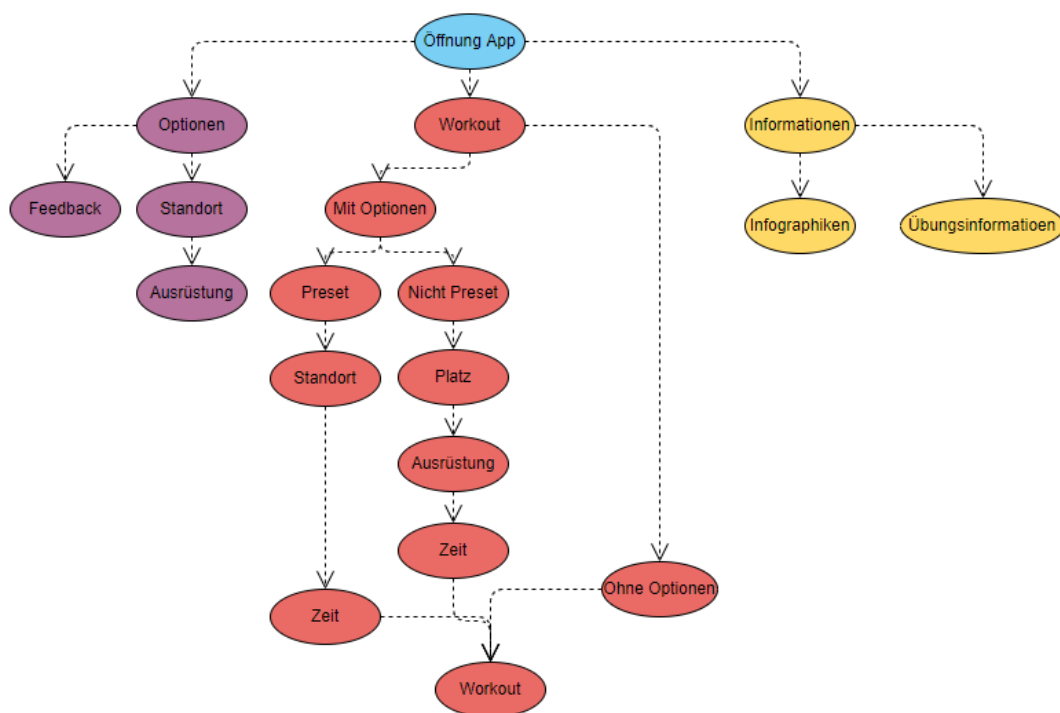 Öffnung App
Optionen
Workout
Informationen
Feedback
Standort
Mit Optionen
Infographiken
Übungsinformatioen
Ausrüstung
Preset
Nicht Preset
Standort
Platz
Ausrüstung
Zeit
Ohne Optionen
Zeit
Workout